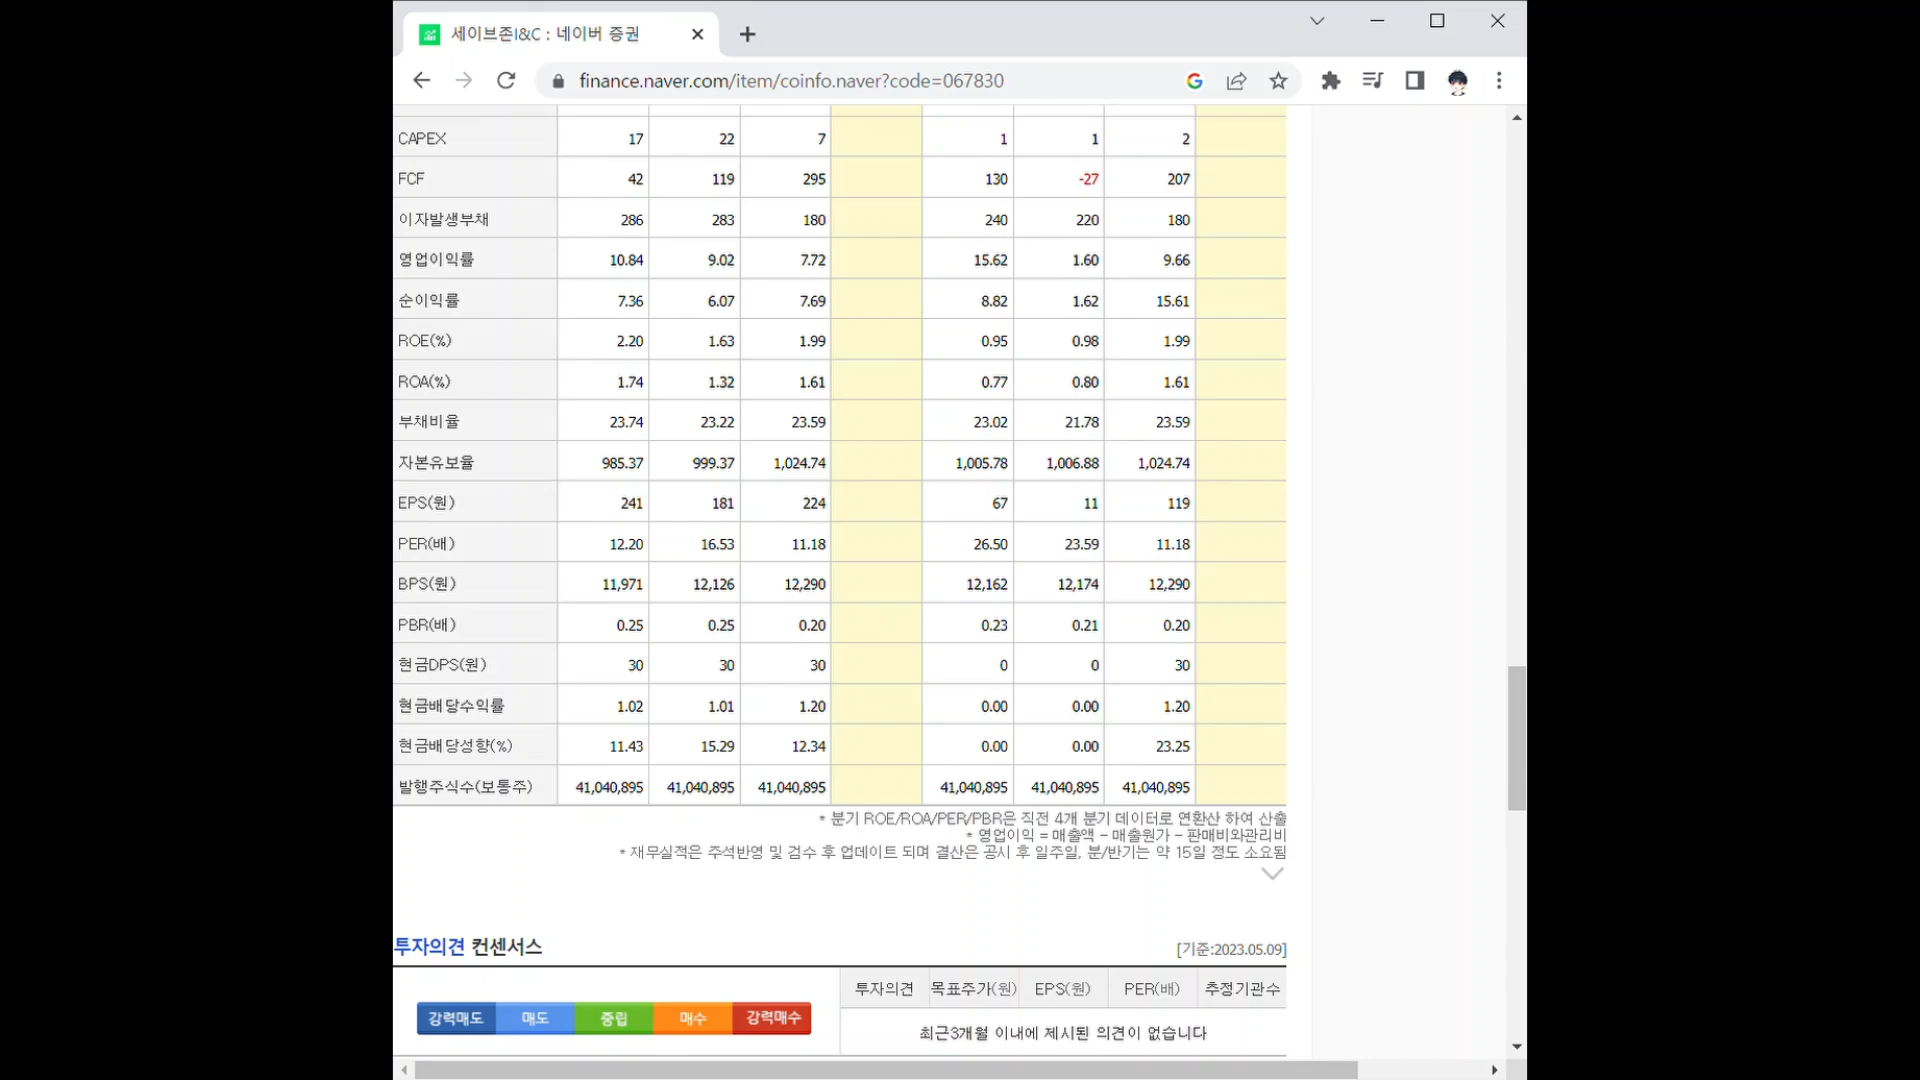 세이브존I&C : 네이버 증권
finance.naver.com/item/coinfo.naver?code=067830
CAPEX 17 22 7 1 1 2
FCF 42 119 295 130 -27 207
이자발생부채 286 283 180 240 220 180
영업이익률 10.84 9.02 7.72 15.62 1.60 9.66
순이익률 7.36 6.07 7.69 8.82 1.62 15.61
ROE(%) 2.20 1.63 1.99 0.95 0.98 1.99
ROA(%) 1.74 1.32 1.61 0.77 0.80 1.61
부채비율 23.74 23.22 23.59 23.02 21.78 23.59
자본유보율 985.37 999.37 1,024.74 1,005.78 1,006.88 1,024.74
EPS(원) 241 181 224 67 11 119
PER(배) 12.20 16.53 11.18 26.50 23.59 11.18
BPS(원) 11,971 12,126 12,290 12,162 12,174 12,290
PBR(배) 0.25 0.25 0.20 0.23 0.21 0.20
현금DPS(원) 30 30 30 0 0 30
현금배당수익률 1.02 1.01 1.20 0.00 0.00 1.20
현금배당성향(%) 11.43 15.29 12.34 0.00 0.00 23.25
발행주식수(보통주) 41,040,895 41,040,895 41,040,895 41,040,895 41,040,895 41,040,895
* 분기 ROE/ROA/PER/PBR은 직전 4개 분기 데이터로 연환산 하여 산출
* 영업이익 = 매출액 - 매출원가 - 판매비와관리비
* 재무실적은 주석반영 및 검수 후 업데이트 되며 결산은 공시 후 일주일, 분/반기는 약 15일 정도 소요됨
투자의견 컨센서스 [기준:2023.05.09]
투자의견 목표주가(원) EPS(원) PER(배) 추정기관수
강력매도 매도 중립 매수 강력매수
최근3개월 이내에 제시된 의견이 없습니다